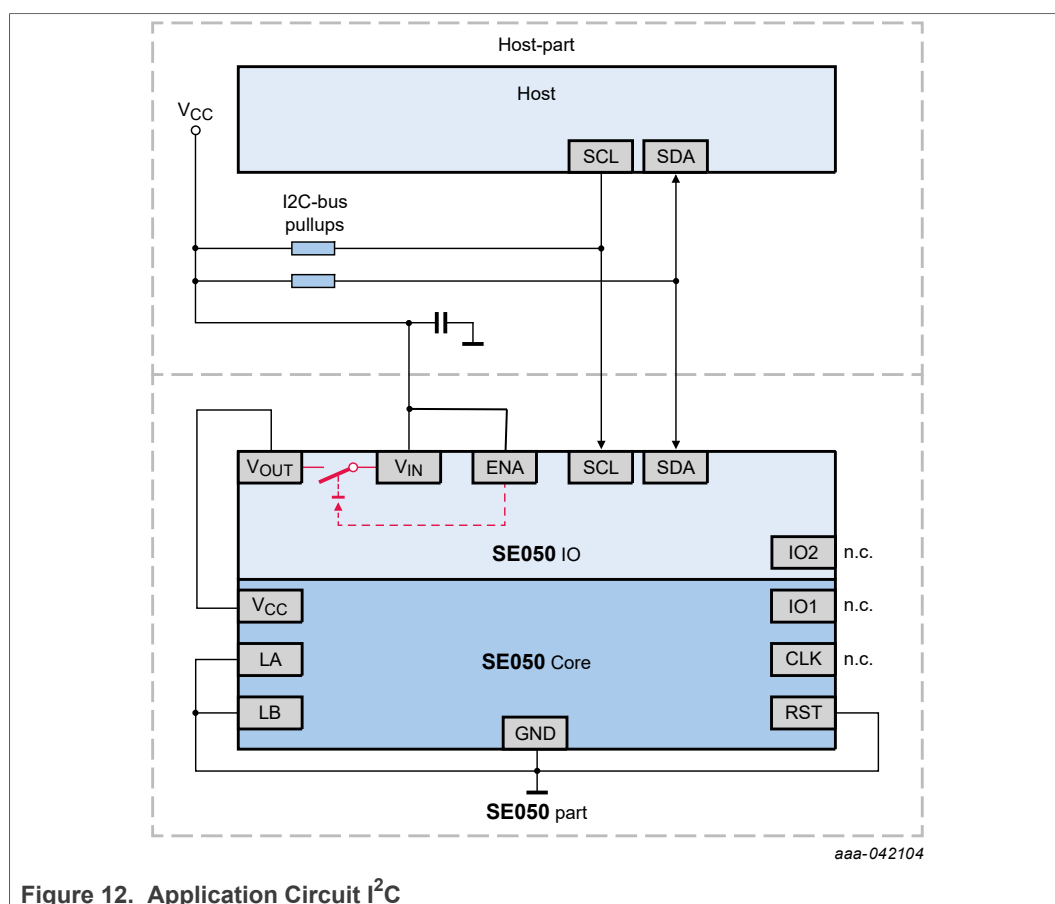 Host-part
Host
VCC
SCL SDA
I2C-bus
pullups
VOUT VIN ENA SCL SDA
IO2 n.c.
SE050 IO
VCC IO1 n.c.
LA SE050 Core CLK n.c.
LB RST
GND
SE050 part
aaa-042104
Figure 12. Application Circuit I²C